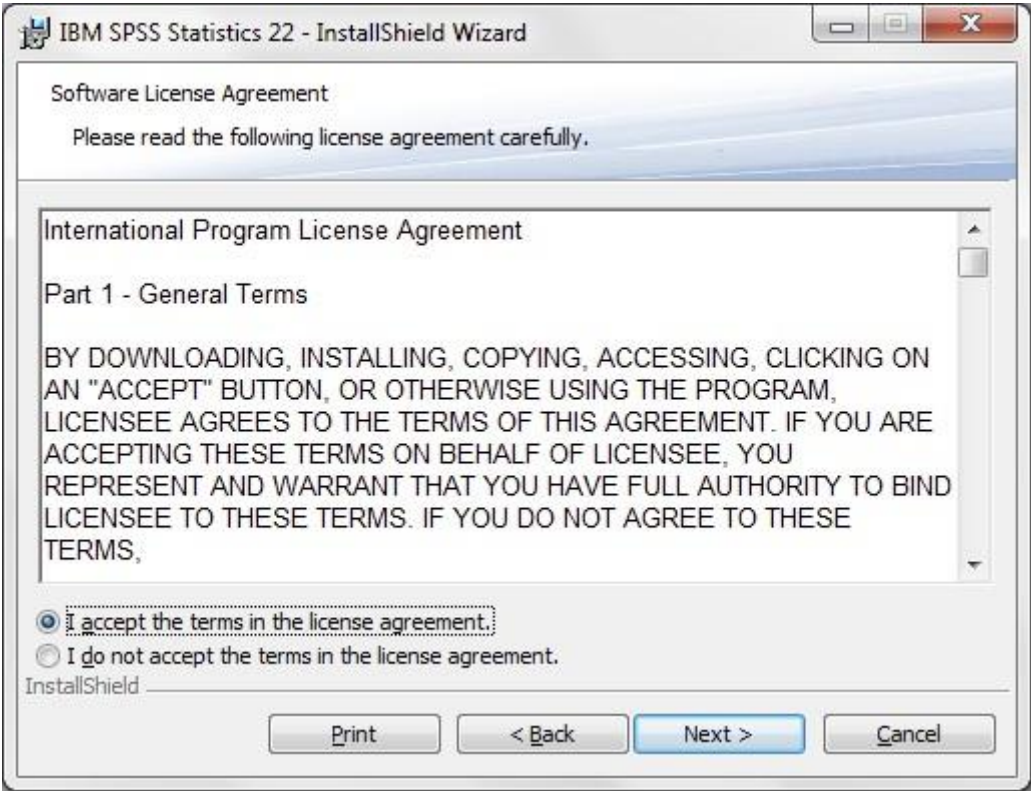 IBM SPSS Statistics 22 - InstallShield Wizard
Software License Agreement
Please read the following license agreement carefully.
International Program License Agreement
Part 1 - General Terms
BY DOWNLOADING, INSTALLING, COPYING, ACCESSING, CLICKING ON
AN "ACCEPT" BUTTON, OR OTHERWISE USING THE PROGRAM,
LICENSEE AGREES TO THE TERMS OF THIS AGREEMENT. IF YOU ARE
ACCEPTING THESE TERMS ON BEHALF OF LICENSEE, YOU
REPRESENT AND WARRANT THAT YOU HAVE FULL AUTHORITY TO BIND
LICENSEE TO THESE TERMS. IF YOU DO NOT AGREE TO THESE
TERMS,
I accept the terms in the license agreement.
I do not accept the terms in the license agreement.
InstallShield
Print < Back Next > Cancel